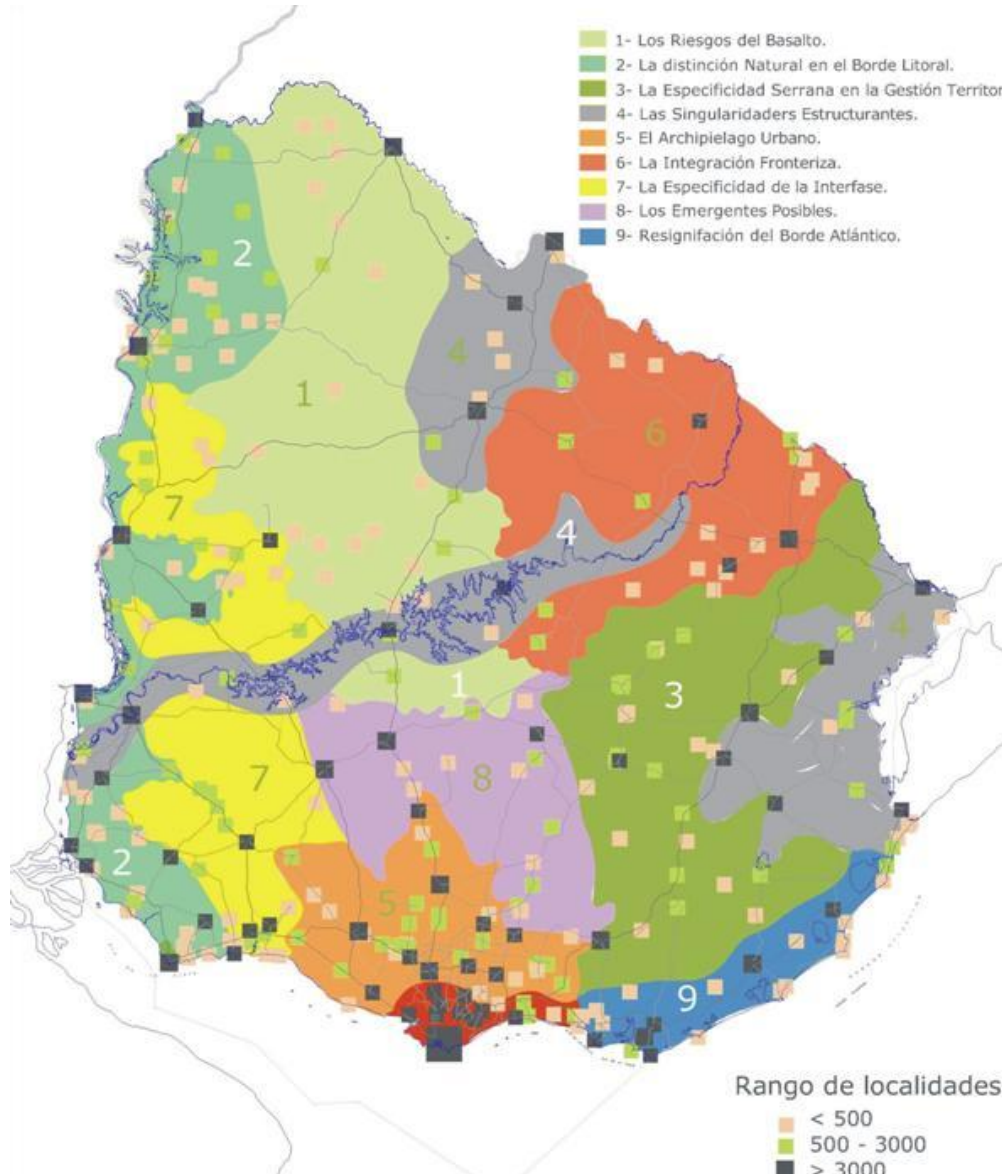 1- Los Riesgos del Basalto.
2- La distinción Natural en el Borde Litoral.
3- La Especificidad Serrana en la Gestión Territor
4- Las Singularidaders Estructurantes.
5- El Archipielago Urbano.
6- La Integración Fronteriza.
7- La Especificidad de la Interfase.
8- Los Emergentes Posibles.
9- Resignifación del Borde Atlántico.
2
4
1
6
7
4
4
1
3
7
8
2
5
9
Rango de localidades
< 500
500 - 3000
> 3000